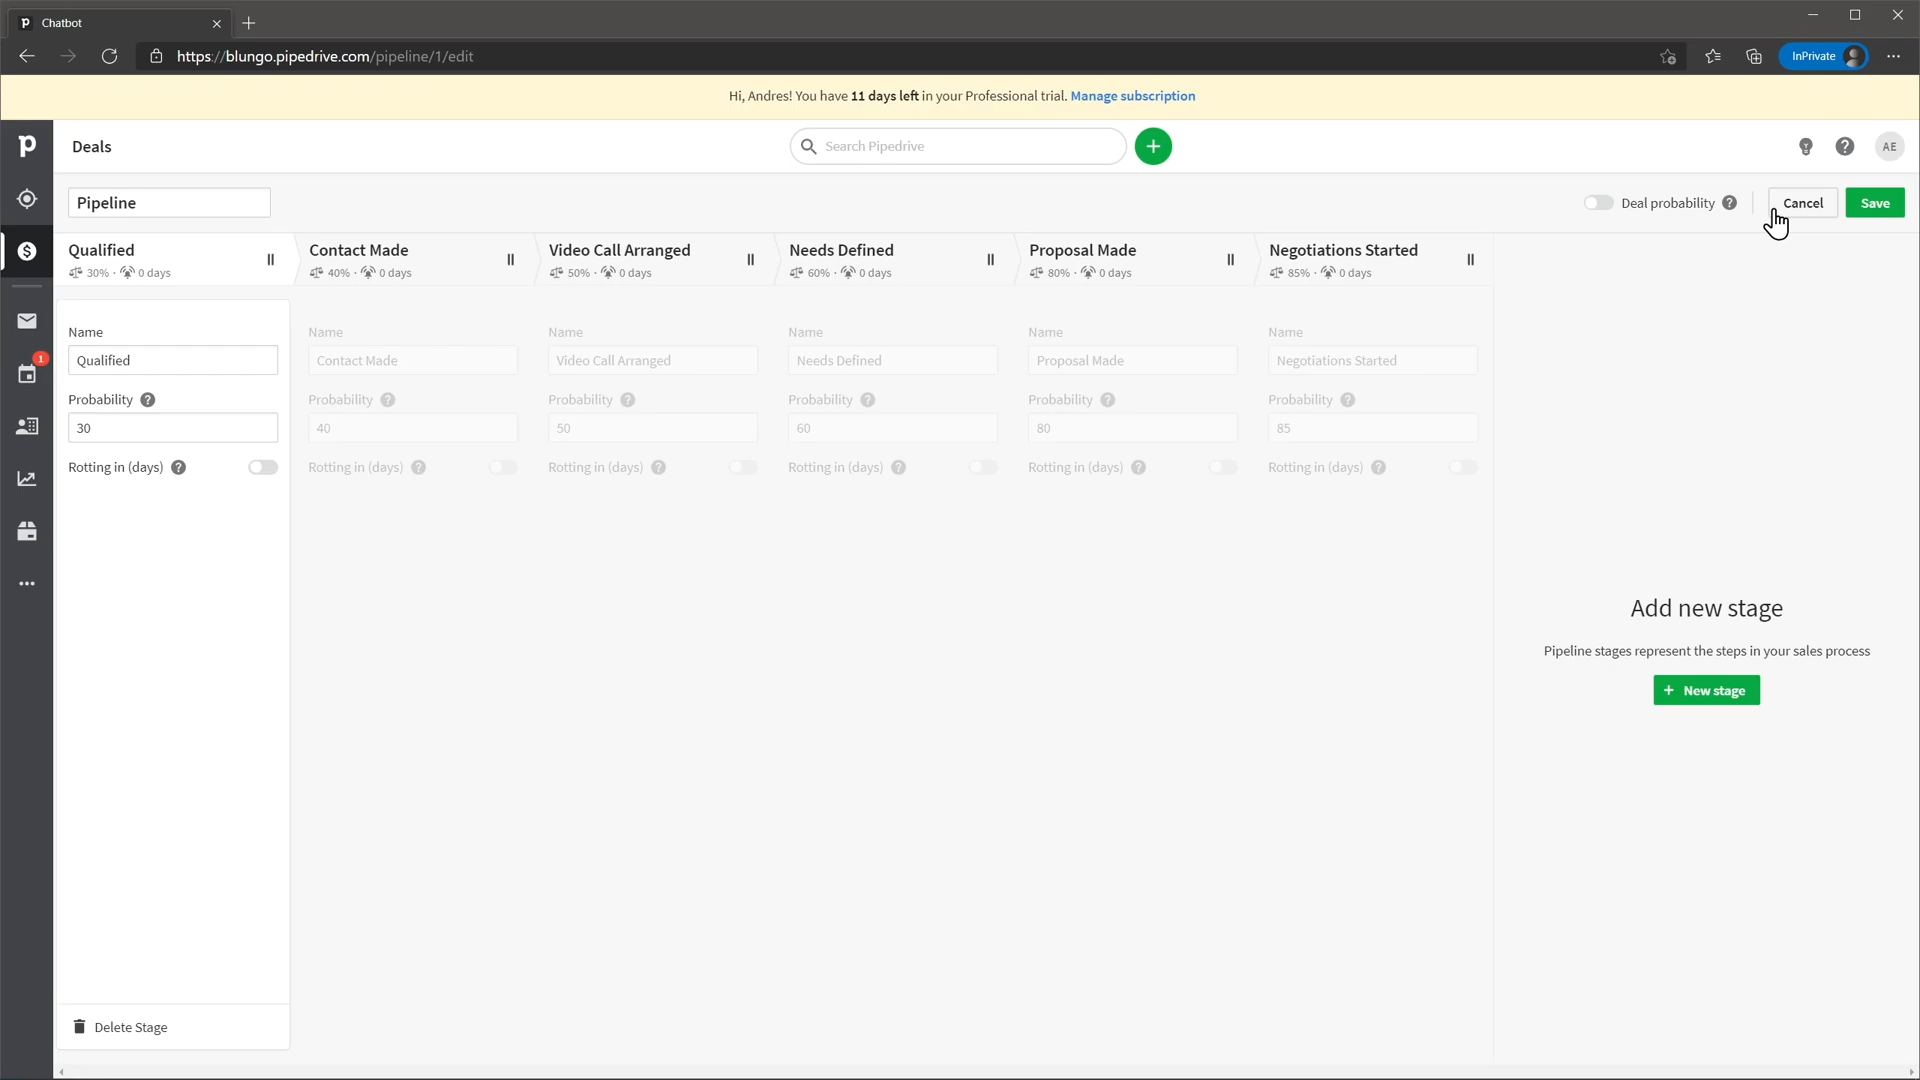 Chatbot
https://blungo.pipedrive.com/pipeline/1/edit
InPrivate
Hi, Andres! You have 11 days left in your Professional trial. Manage subscription
p
Deals
Search Pipedrive
AE
Pipeline
Deal probability
Cancel
Save
Qualified
30% · 0 days
Contact Made
40% · 0 days
Video Call Arranged
50% · 0 days
Needs Defined
60% · 0 days
Proposal Made
80% · 0 days
Negotiations Started
85% · 0 days
1
Name
Qualified
Probability
30
Rotting in (days)
Name
Contact Made
Probability
40
Rotting in (days)
Name
Video Call Arranged
Probability
50
Rotting in (days)
Name
Needs Defined
Probability
60
Rotting in (days)
Name
Proposal Made
Probability
80
Rotting in (days)
Name
Negotiations Started
Probability
85
Rotting in (days)
Add new stage
Pipeline stages represent the steps in your sales process
+ New stage
Delete Stage